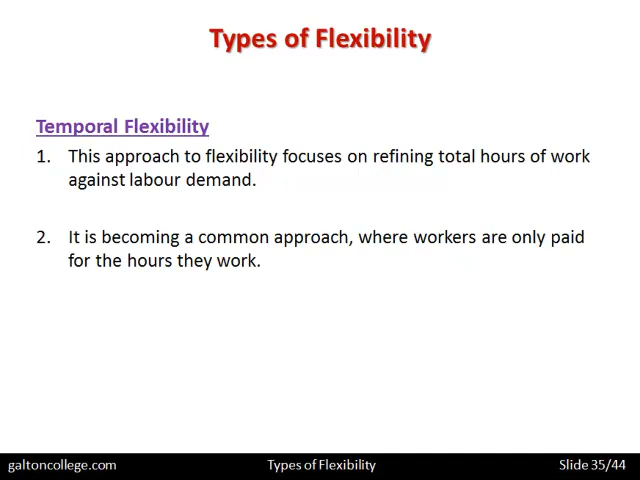 Types of Flexibility
Temporal Flexibility
1. This approach to flexibility focuses on refining total hours of work
against labour demand.
2. It is becoming a common approach, where workers are only paid
for the hours they work.
galtoncollege.com Types of Flexibility Slide 35/44